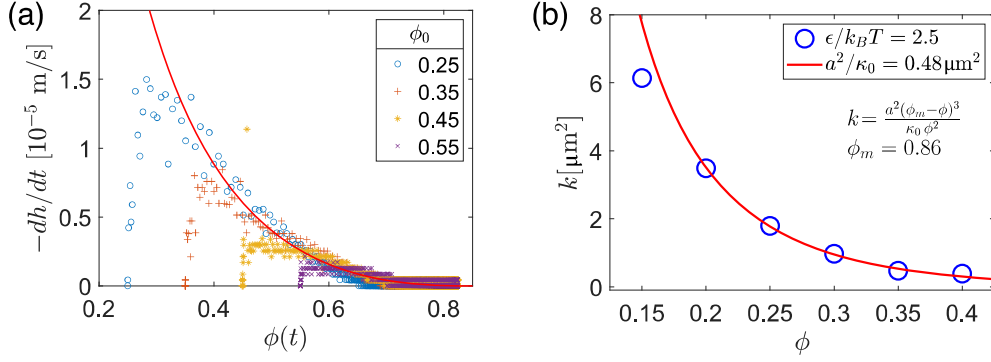 (a)
2
1.5
1
0.5
0
0.2
0.4
0.6
0.8
−dh/dt [10⁻⁵ m/s]
ϕ(t)
ϕ₀
0.25
0.35
0.45
0.55
(b)
8
6
4
2
0
0.15
0.2
0.25
0.3
0.35
0.4
k[μm²]
ϕ
ϵ/k_BT = 2.5
a²/κ₀ = 0.48μm²
k = a²(ϕₘ−ϕ)³ / κ₀ ϕ²
ϕₘ = 0.86